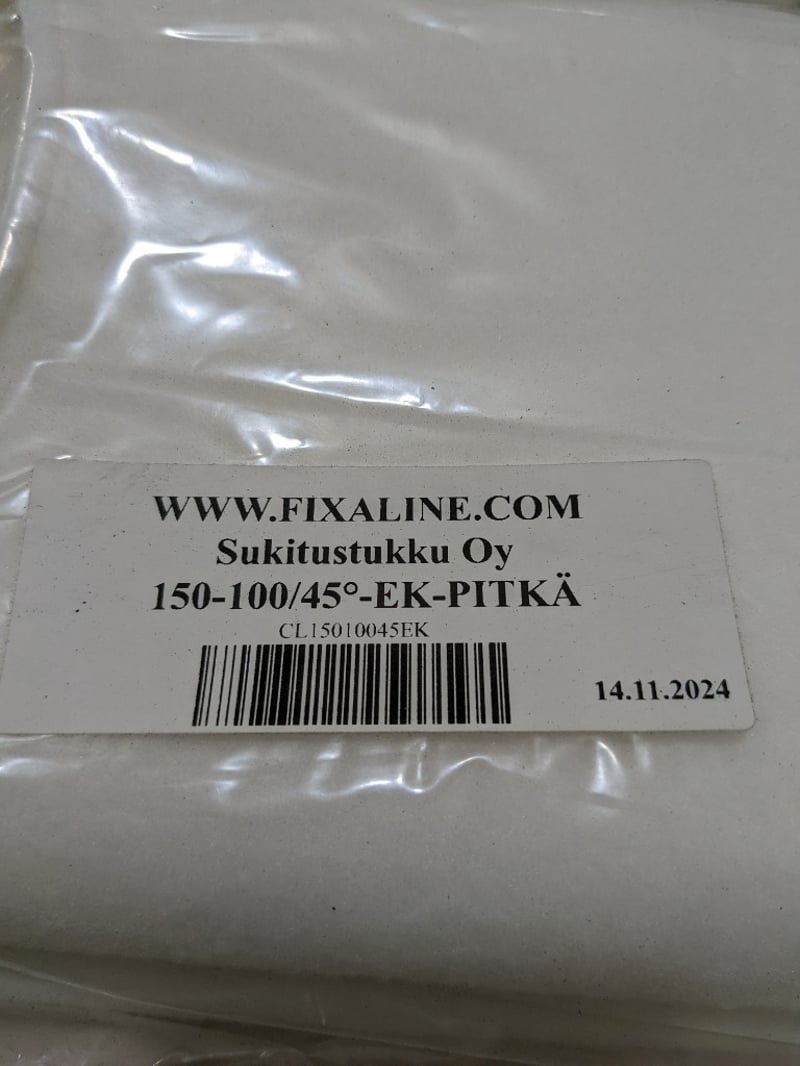 WWW.FIXALINE.COM
Sukitustukku Oy
150-100/45°-EK-PITKÄ
CL15010045EK
14.11.2024